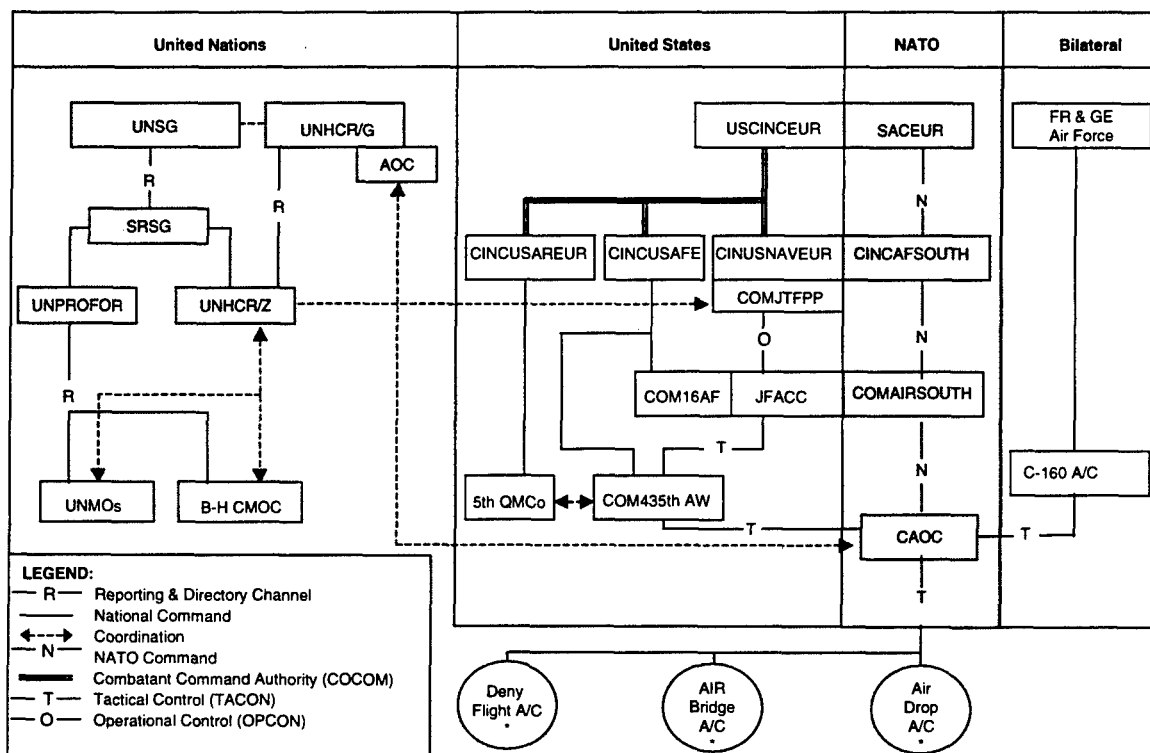 United Nations
United States
NATO
Bilateral
UNSG
UNHCR/G
USCINCEUR
SACEUR
FR & GE
Air Force
AOC
R
R
N
SRSG
CINCUSAREUR
CINCUSAFE
CINUSNAVEUR
CINCAFSOUTH
UNPROFOR
UNHCR/Z
COMJTFPP
O
N
R
COM16AF
JFACC
COMAIRSOUTH
T
N
C-160 A/C
UNMOs
B-H CMOC
5th QMCo
COM435th AW
T
CAOC
T
T
LEGEND:
R Reporting & Directory Channel
National Command
Coordination
N NATO Command
Combatant Command Authority (COCOM)
T Tactical Control (TACON)
O Operational Control (OPCON)
Deny
Flight A/C
*
AIR
Bridge
A/C
*
Air
Drop
A/C
*